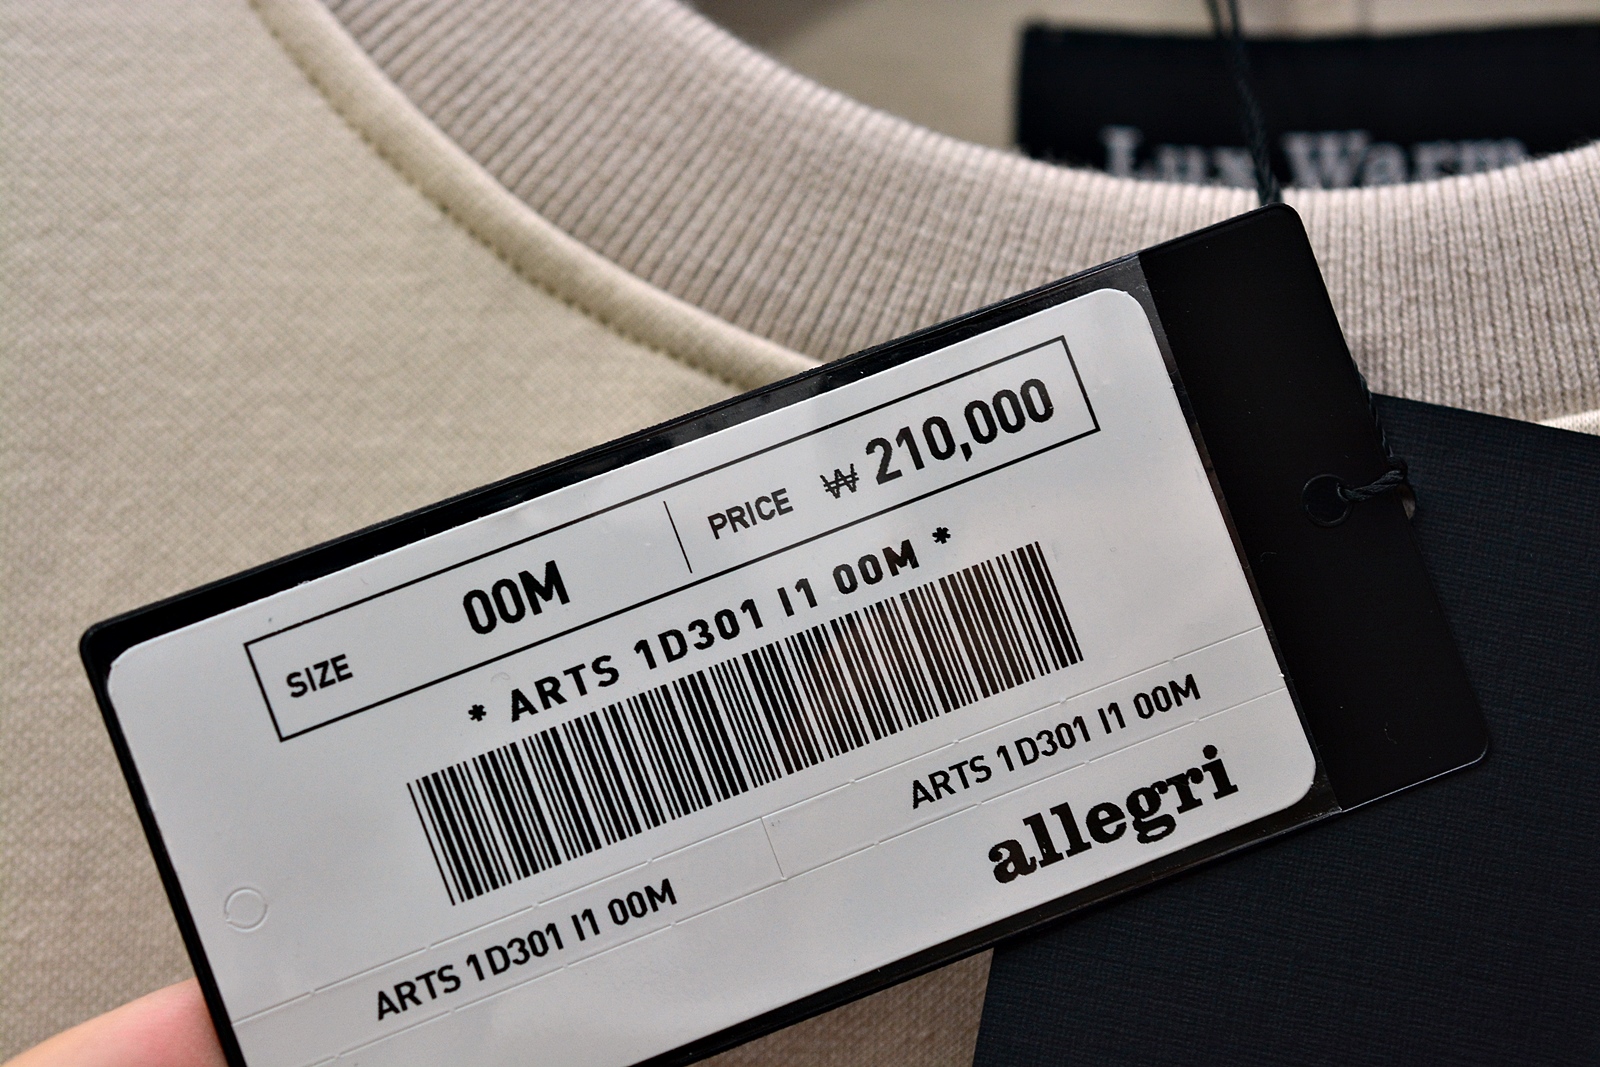 Lux Warm
SIZE 00M PRICE ₩ 210,000
* ARTS 1D301 I1 00M *
ARTS 1D301 I1 00M
ARTS 1D301 I1 00M
allegri